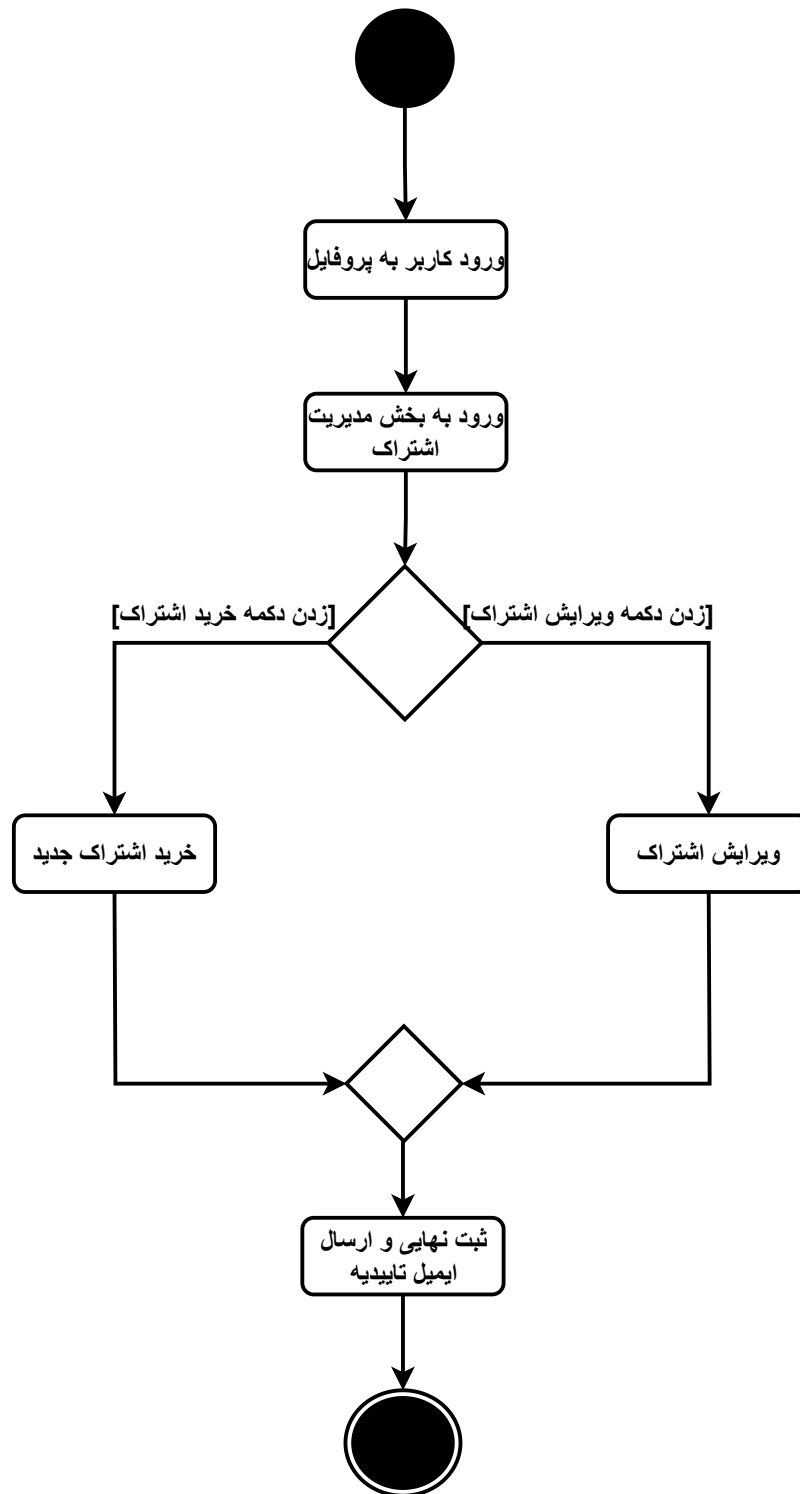 ورود کاربر به پروفایل
ورود به بخش مدیریت
اشتراک
[زدن دکمه ویرایش اشتراک]
[زدن دکمه خرید اشتراک]
ویرایش اشتراک
خرید اشتراک جدید
ثبت نهایی و ارسال
ایمیل تاییدیه